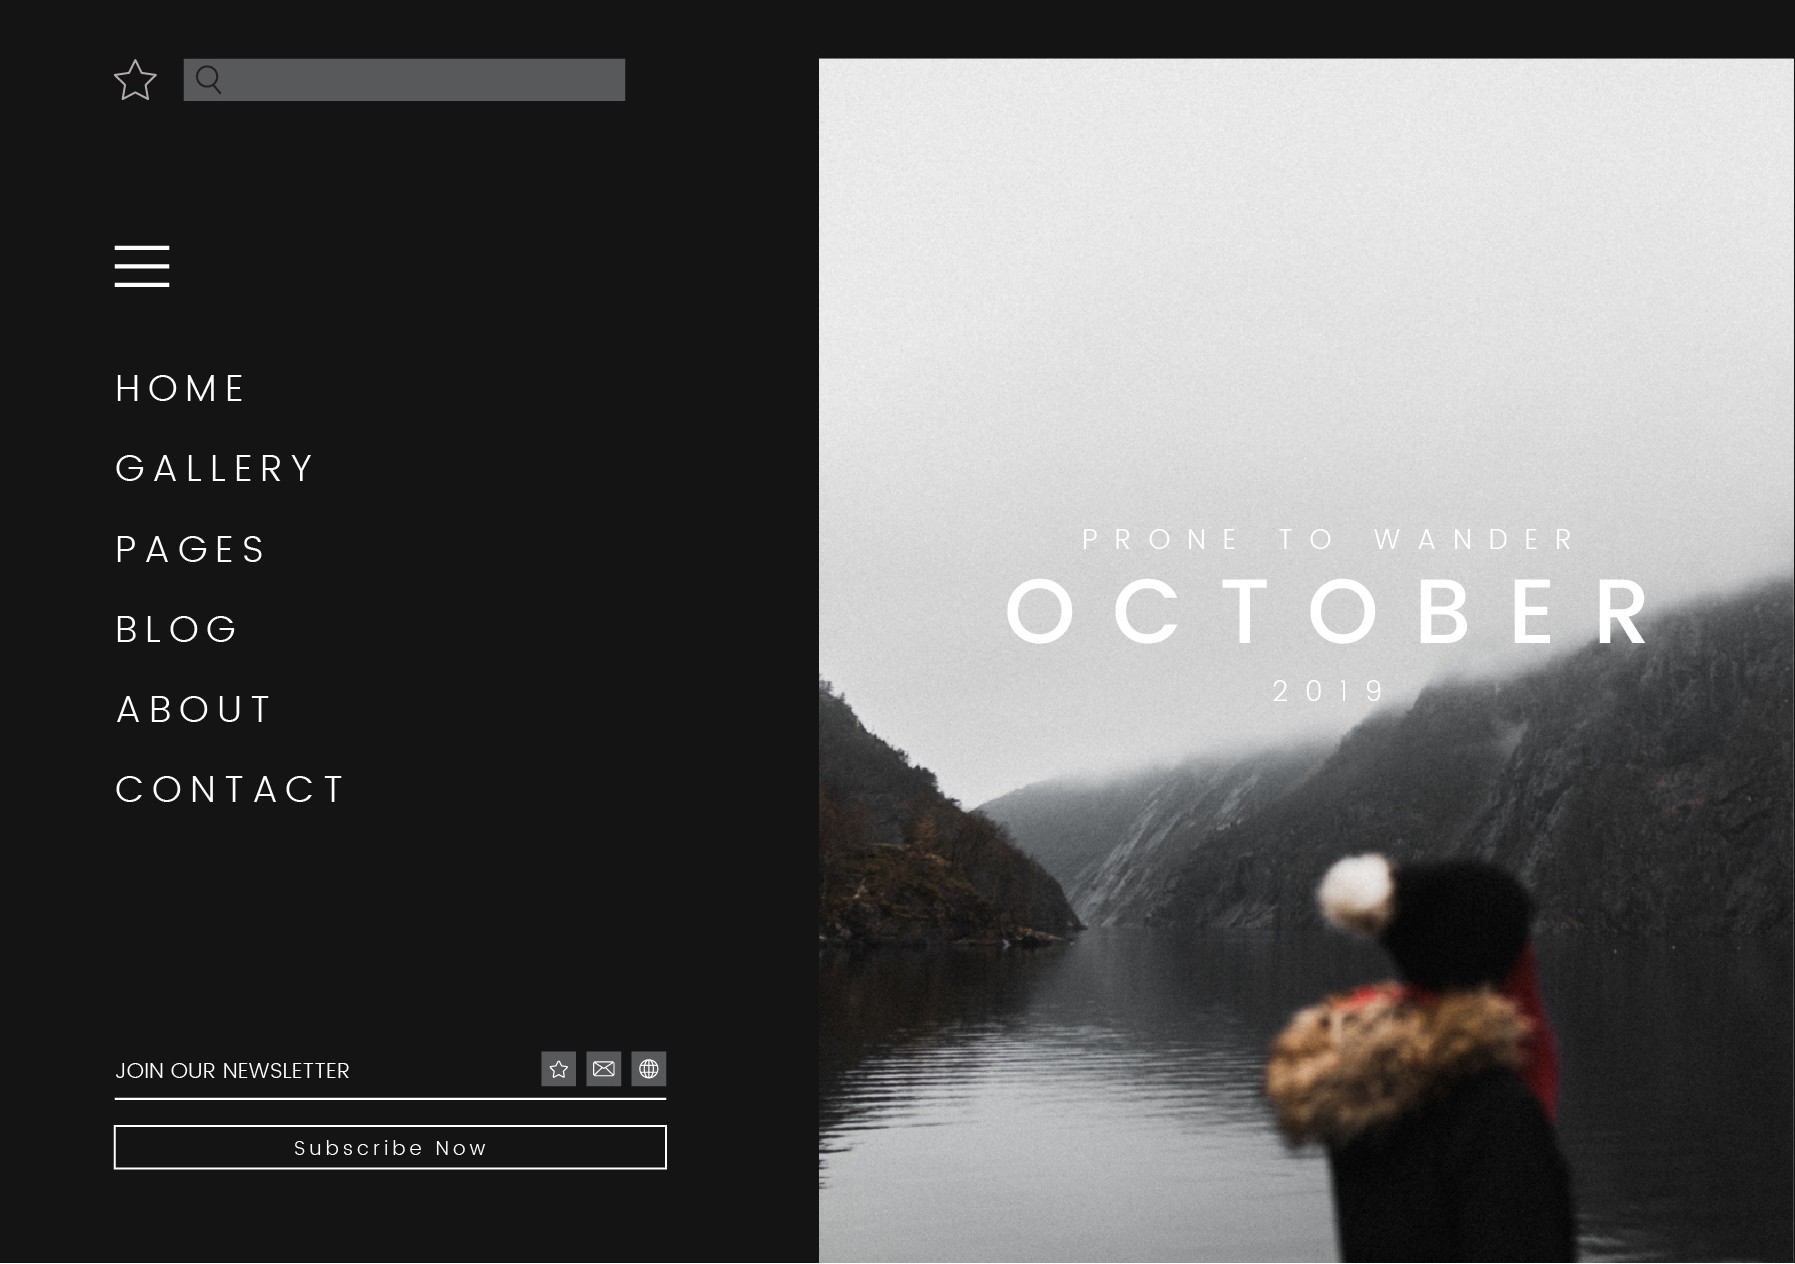 HOME
GALLERY
PAGES
BLOG
ABOUT
CONTACT
JOIN OUR NEWSLETTER
Subscribe Now
PRONE TO WANDER
OCTOBER
2019